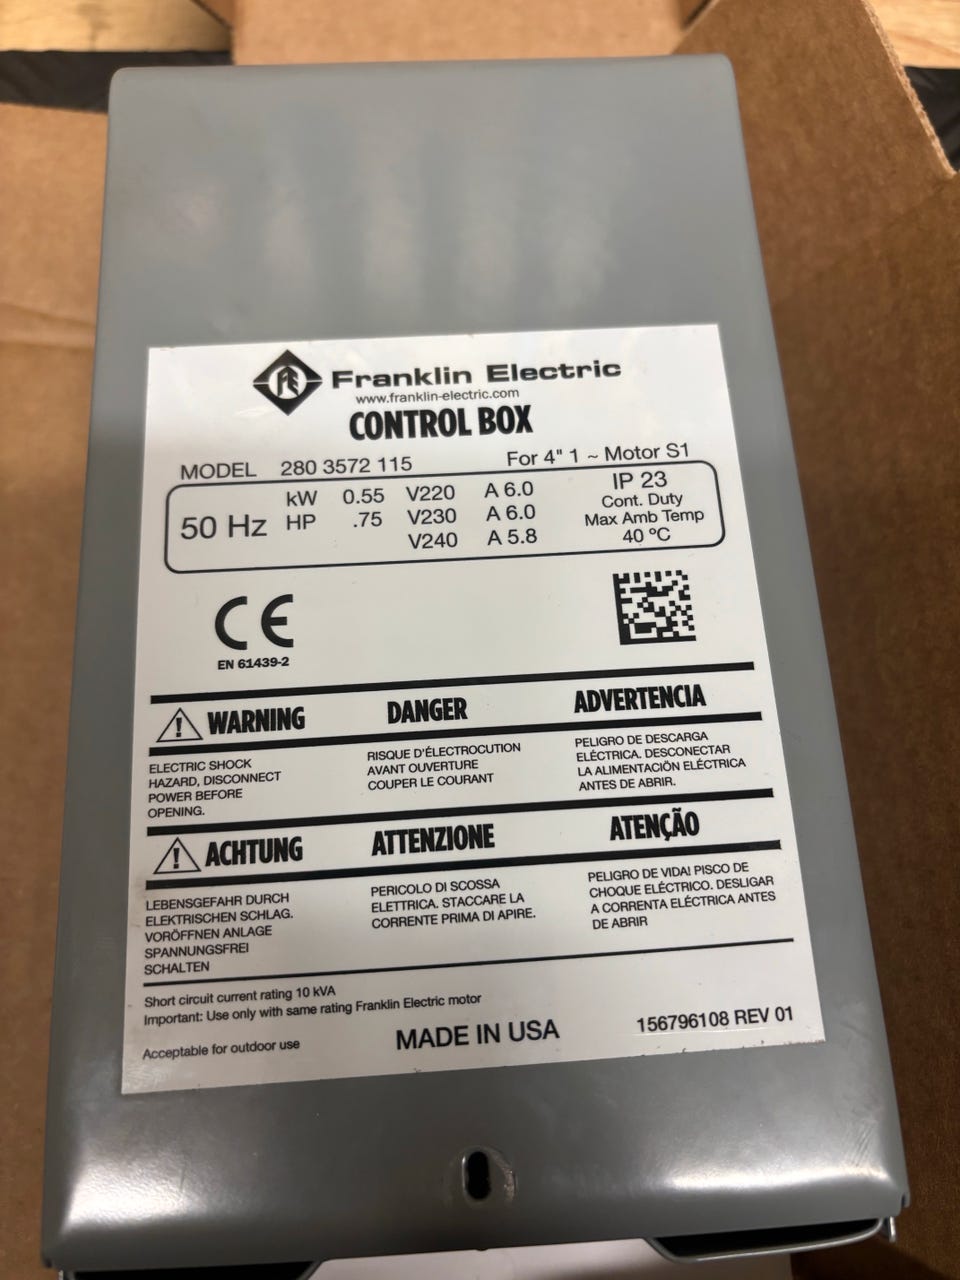 Franklin Electric
www.franklin-electric.com
CONTROL BOX
MODEL 280 3572 115 For 4" 1 ~ Motor S1
50 Hz
kW 0.55 V220 A 6.0
HP .75 V230 A 6.0
V240 A 5.8
IP 23
Cont. Duty
Max Amb Temp
40 ºC
CE
EN 61439-2
WARNING
ELECTRIC SHOCK
HAZARD, DISCONNECT
POWER BEFORE
OPENING.
DANGER
RISQUE D'ÉLECTROCUTION
AVANT OUVERTURE
COUPER LE COURANT
ADVERTENCIA
PELIGRO DE DESCARGA
ELÉCTRICA. DESCONECTAR
LA ALIMENTACIÓN ELÉCTRICA
ANTES DE ABRIR.
ACHTUNG
LEBENSGEFAHR DURCH
ELEKTRISCHEN SCHLAG.
VORÖFFNEN ANLAGE
SPANNUNGSFREI
SCHALTEN
ATTENZIONE
PERICOLO DI SCOSSA
ELETTRICA. STACCARE LA
CORRENTE PRIMA DI APIRE.
ATENÇÃO
PELIGRO DE VIDA! PISCO DE
CHOQUE ELÉCTRICO. DESLIGAR
A CORRENTA ELÉCTRICA ANTES
DE ABRIR
Short circuit current rating 10 kVA
Important: Use only with same rating Franklin Electric motor
Acceptable for outdoor use
MADE IN USA
156796108 REV 01